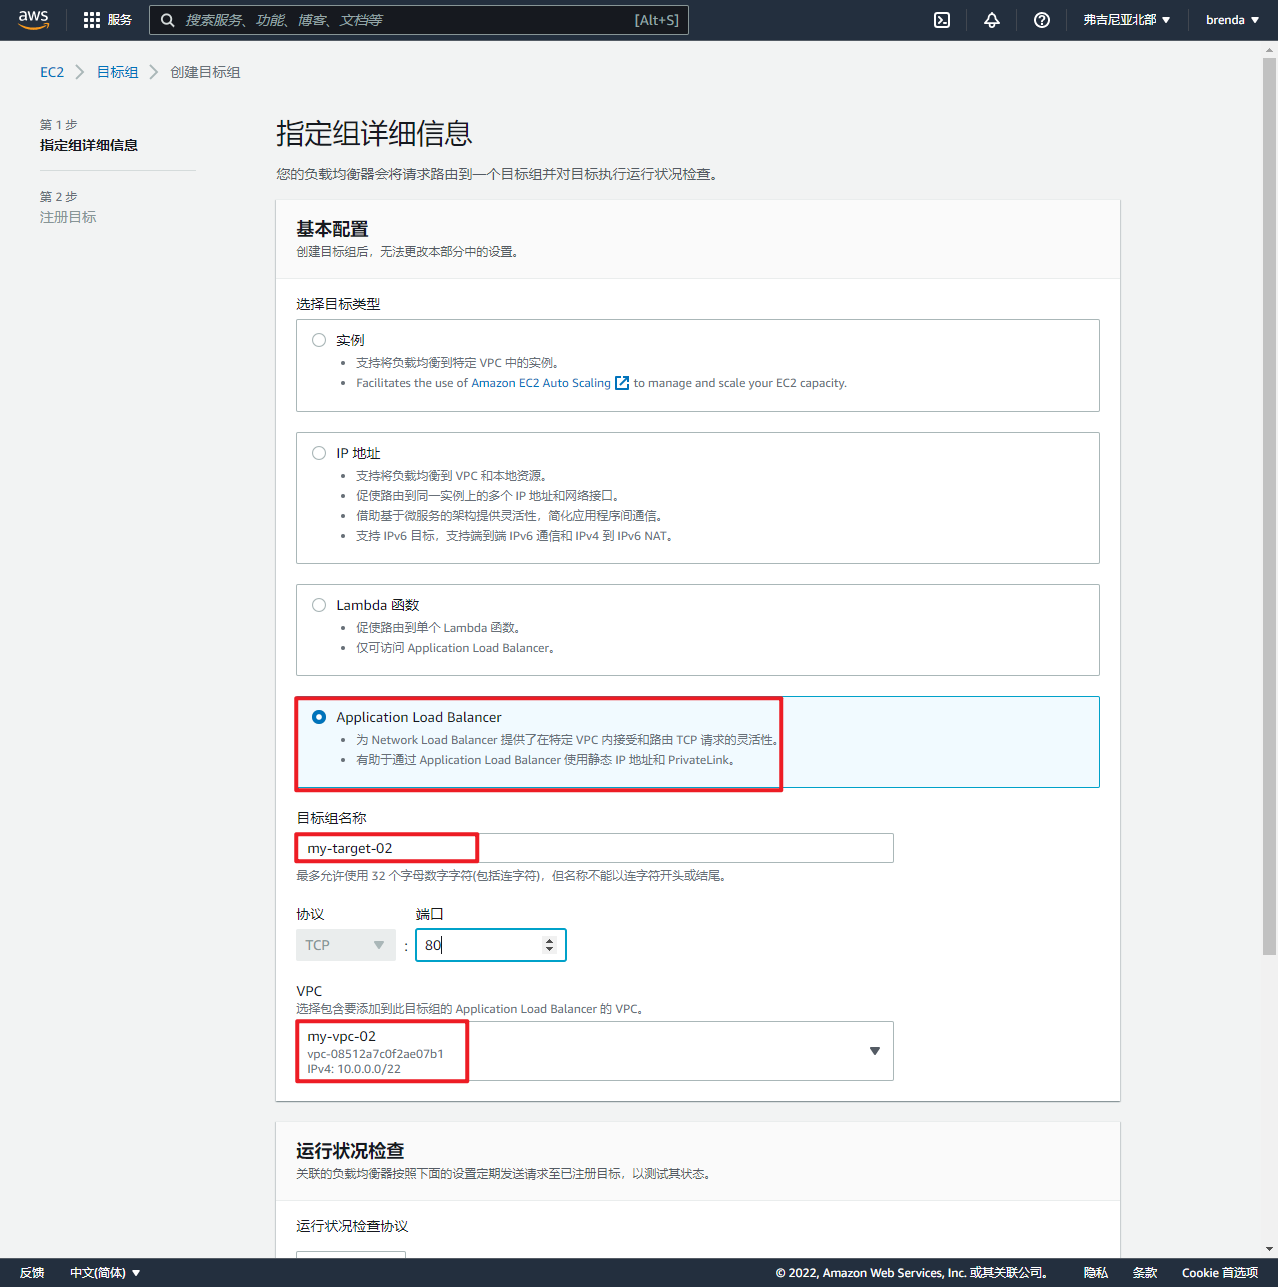 aws
服务
搜索服务、功能、博客、文档等
[Alt+S]
弗吉尼亚北部
brenda
EC2
目标组
创建目标组
第 1 步
指定组详细信息
第 2 步
注册目标
指定组详细信息
您的负载均衡器会将请求路由到一个目标组并对目标执行运行状况检查。
基本配置
创建目标组后，无法更改本部分中的设置。
选择目标类型
实例
支持将负载均衡到特定 VPC 中的实例。
Facilitates the use of Amazon EC2 Auto Scaling to manage and scale your EC2 capacity.
IP 地址
支持将负载均衡到 VPC 和本地资源。
促使路由到同一实例上的多个 IP 地址和网络接口。
借助基于微服务的架构提供灵活性，简化应用程序间通信。
支持 IPv6 目标，支持端到端 IPv6 通信和 IPv4 到 IPv6 NAT。
Lambda 函数
促使路由到单个 Lambda 函数。
仅可访问 Application Load Balancer。
Application Load Balancer
为 Network Load Balancer 提供了在特定 VPC 内接受和路由 TCP 请求的灵活性。
有助于通过 Application Load Balancer 使用静态 IP 地址和 PrivateLink。
目标组名称
my-target-02
最多允许使用 32 个字母数字字符(包括连字符)，但名称不能以连字符开头或结尾。
协议
端口
TCP
:
80
VPC
选择包含要添加到此目标组的 Application Load Balancer 的 VPC。
my-vpc-02
vpc-08512a7c0f2ae07b1
IPv4: 10.0.0.0/22
运行状况检查
关联的负载均衡器按照下面的设置定期发送请求至已注册目标，以测试其状态。
运行状况检查协议
反馈
中文(简体)
© 2022, Amazon Web Services, Inc. 或其关联公司。
隐私
条款
Cookie 首选项